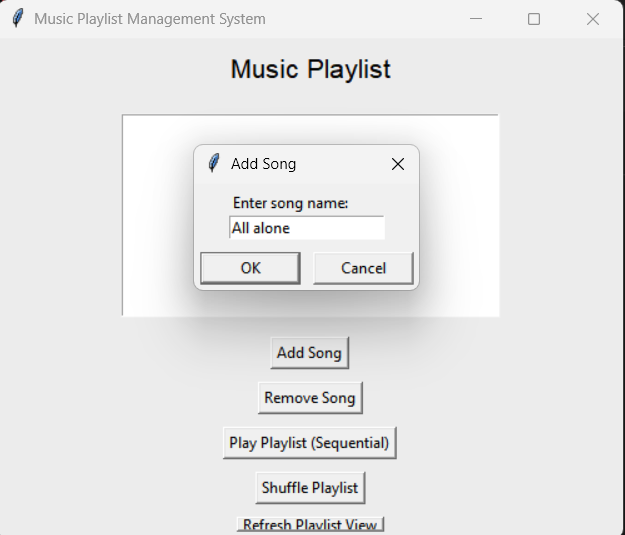 Music Playlist Management System
Music Playlist
Add Song
Enter song name:
All alone
OK Cancel
Add Song
Remove Song
Play Playlist (Sequential)
Shuffle Playlist
Refresh Playlist View